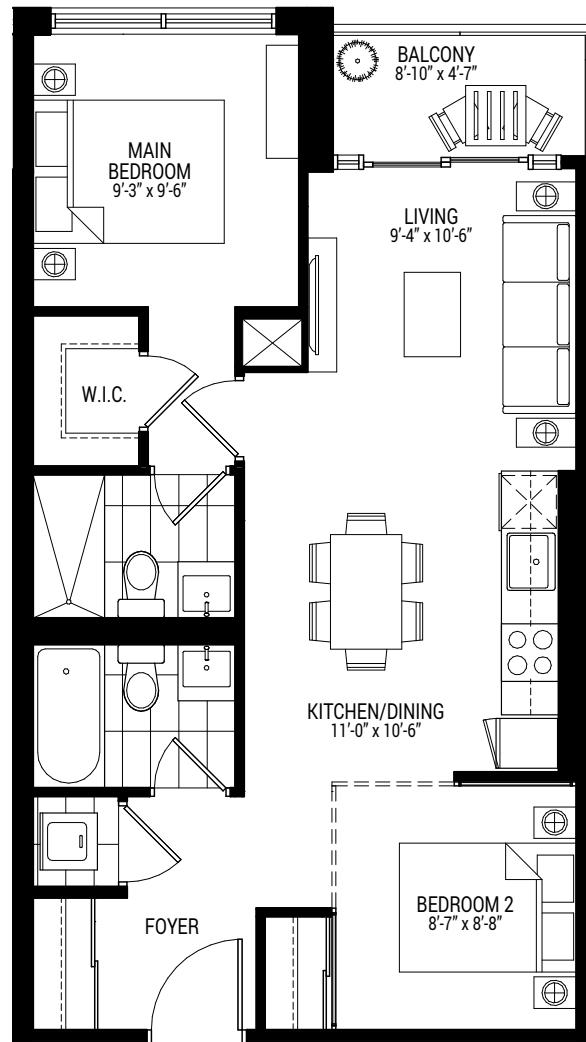 BALCONY
8'-10" x 4'-7"
MAIN
BEDROOM
9'-3" x 9'-6"
LIVING
9'-4" x 10'-6"
W.I.C.
KITCHEN/DINING
11'-0" x 10'-6"
BEDROOM 2
8'-7" x 8'-8"
FOYER